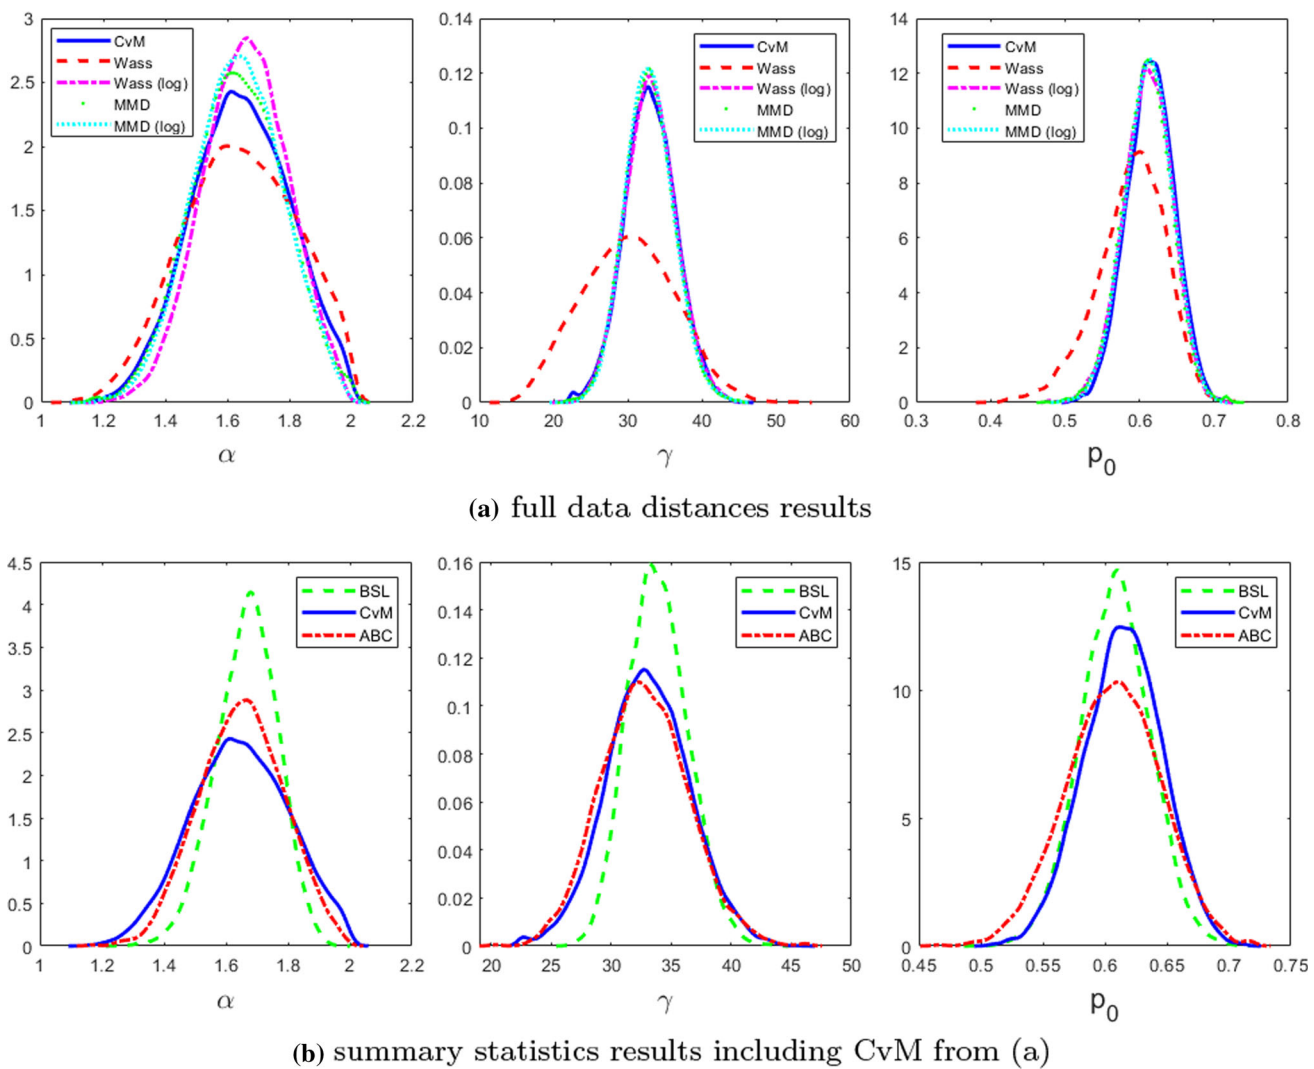 3
2.5
2
1.5
1
0.5
0
CvM
Wass
Wass (log)
MMD
MMD (log)
1 1.2 1.4 1.6 1.8 2 2.2
α
0.14
0.12
0.1
0.08
0.06
0.04
0.02
0
CvM
Wass
Wass (log)
MMD
MMD (log)
10 20 30 40 50 60
γ
14
12
10
8
6
4
2
0
CvM
Wass
Wass (log)
MMD
MMD (log)
0.3 0.4 0.5 0.6 0.7 0.8
p0
(a) full data distances results
4.5
4
3.5
3
2.5
2
1.5
1
0.5
0
BSL
CvM
ABC
1 1.2 1.4 1.6 1.8 2 2.2
α
0.16
0.14
0.12
0.1
0.08
0.06
0.04
0.02
0
BSL
CvM
ABC
20 25 30 35 40 45 50
γ
15
10
5
0
BSL
CvM
ABC
0.45 0.5 0.55 0.6 0.65 0.7 0.75
p0
(b) summary statistics results including CvM from (a)